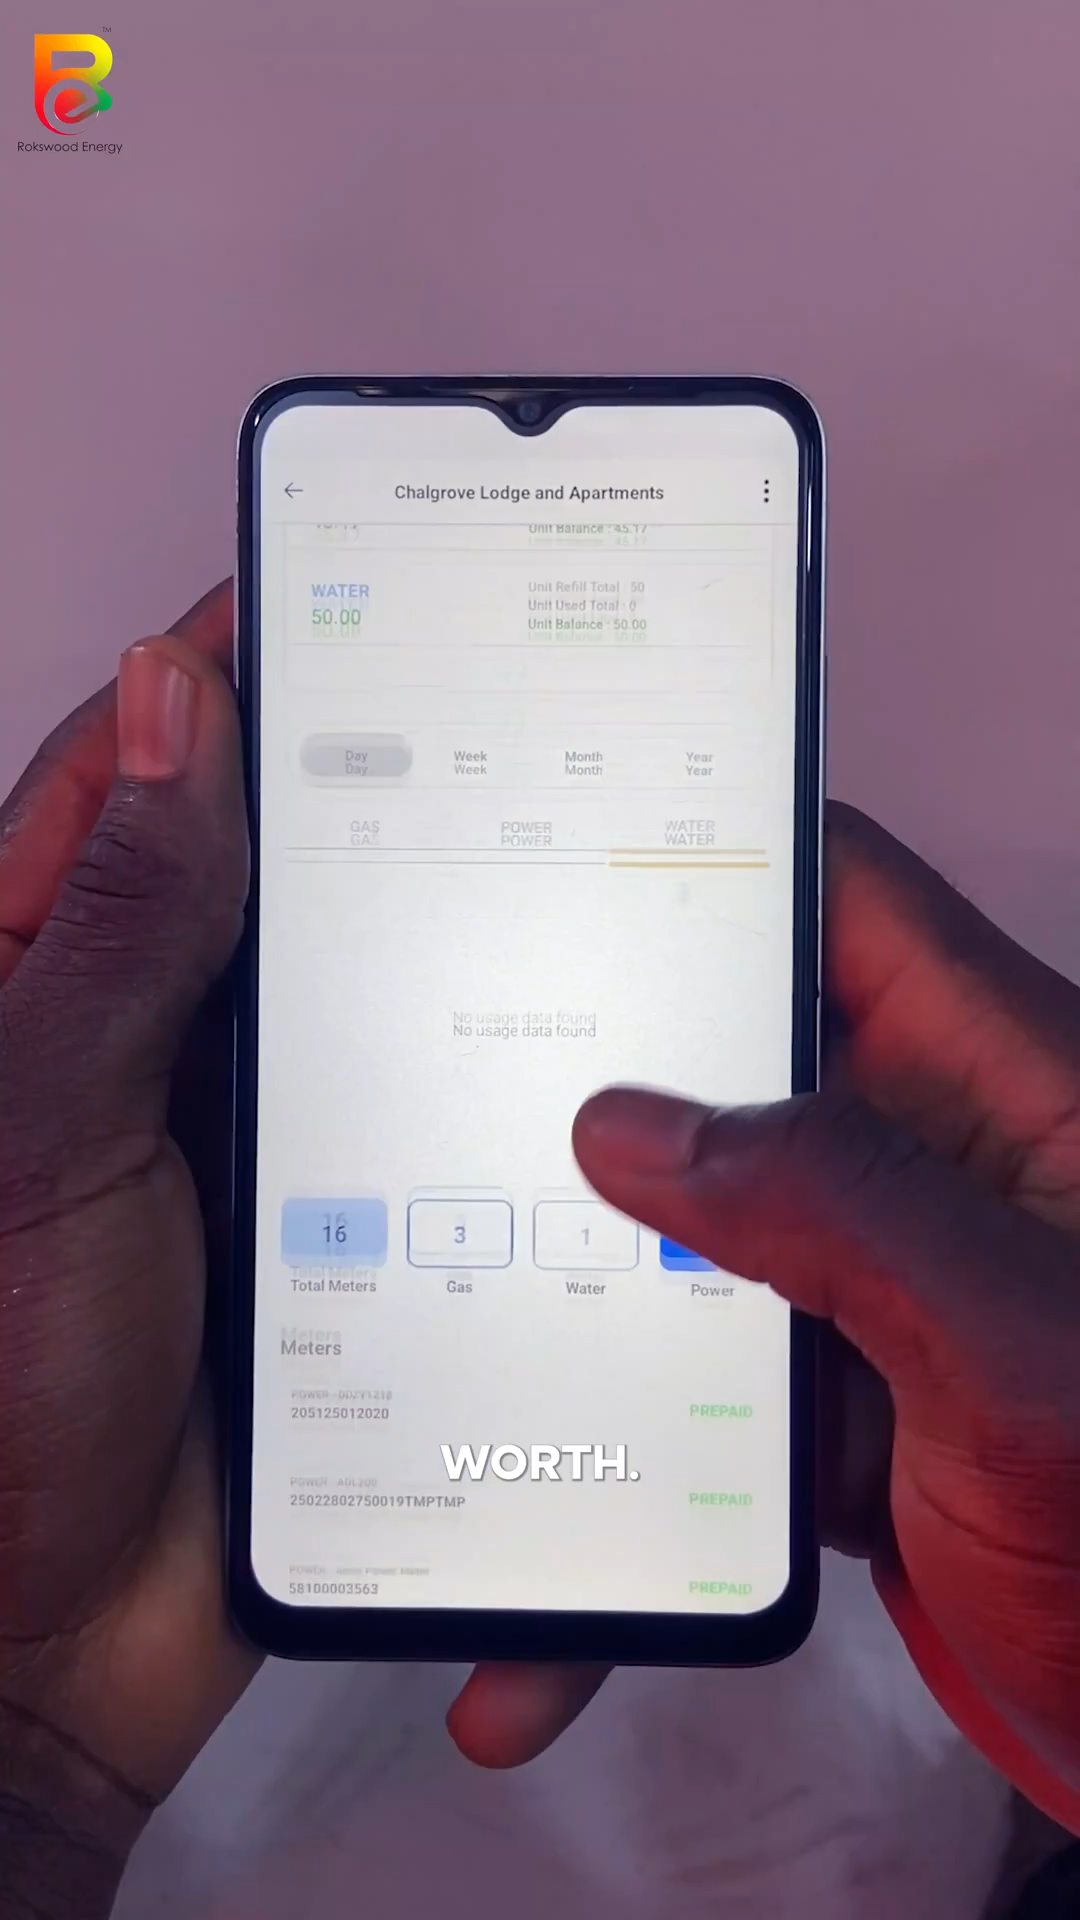 TM
Rokswood Energy
Chalgrove Lodge and Apartments
Unit Balance : 45.17
WATER
50.00
Unit Refill Total : 50
Unit Used Total : 0
Unit Balance : 50.00
Day
Week
Month
Year
GAS
POWER
WATER
No usage data found
16
3
1
Total Meters
Gas
Water
Power
Meters
205125012020
PREPAID
WORTH.
25022802750019TMPTMP
PREPAID
58100003563
PREPAID